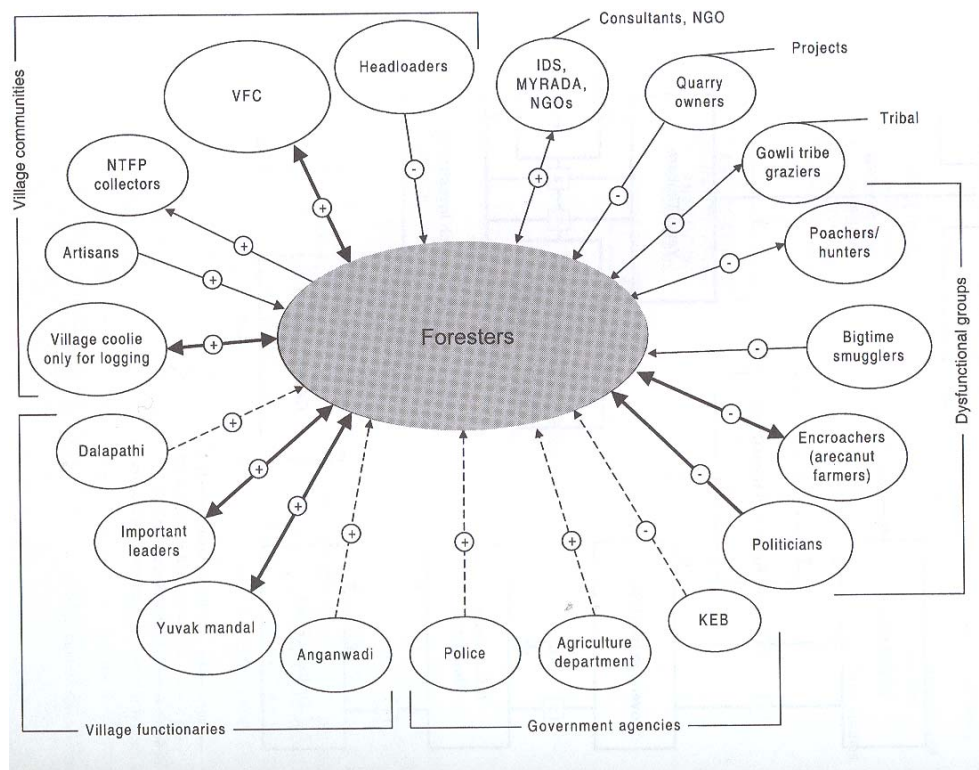 Consultants, NGO
Projects
Tribal
Village communities
VFC
Headloaders
IDS,
MYRADA,
NGOs
Quarry
owners
Gowli tribe
graziers
NTFP
collectors
Poachers/
hunters
Artisans
Foresters
Village coolie
only for logging
Bigtime
smugglers
Dysfunctional groups
Dalapathi
Encroachers
(arecanut
farmers)
Important
leaders
Politicians
Yuvak mandal
Anganwadi
Police
Agriculture
department
KEB
Village functionaries
Government agencies
+
-
+
-
-
-
+
+
+
-
-
-
+
+
+
+
+
+
-